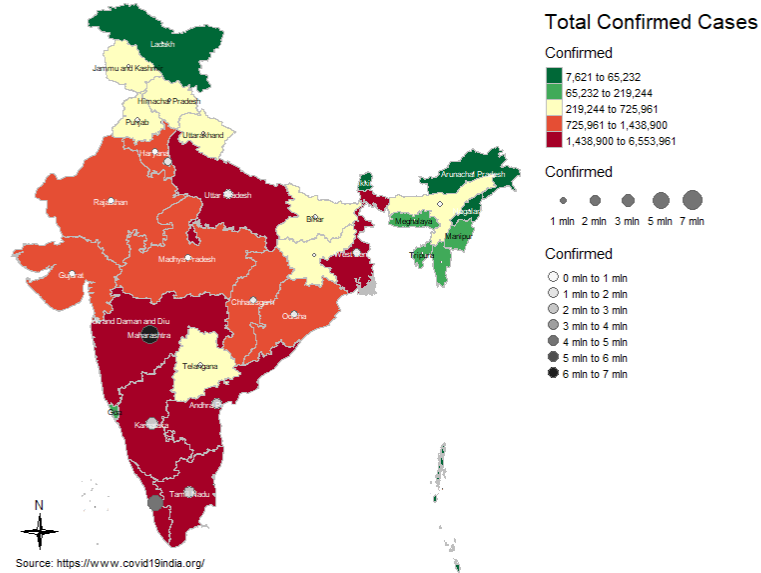 Total Confirmed Cases
Confirmed
7,621 to 65,232
65,232 to 219,244
219,244 to 725,961
725,961 to 1,438,900
1,438,900 to 6,553,961
Confirmed
1 mln 2 mln 3 mln 5 mln 7 mln
Confirmed
0 mln to 1 mln
1 mln to 2 mln
2 mln to 3 mln
3 mln to 4 mln
4 mln to 5 mln
5 mln to 6 mln
6 mln to 7 mln
Ladakh
Jammu and Kashmir
Himachal Pradesh
Punjab
Uttarakhand
Haryana
Arunachal Pradesh
Rajasthan
Uttar Pradesh
Bihar
Meghalaya
Manipur
Tripura
Gujarat
Madhya Pradesh
Chhattisgarh
Odisha
and Daman and Diu
Maharashtra
Telangana
Goa
Andhra
Karnataka
Tamil Nadu
N
Source: https://www.covid19india.org/